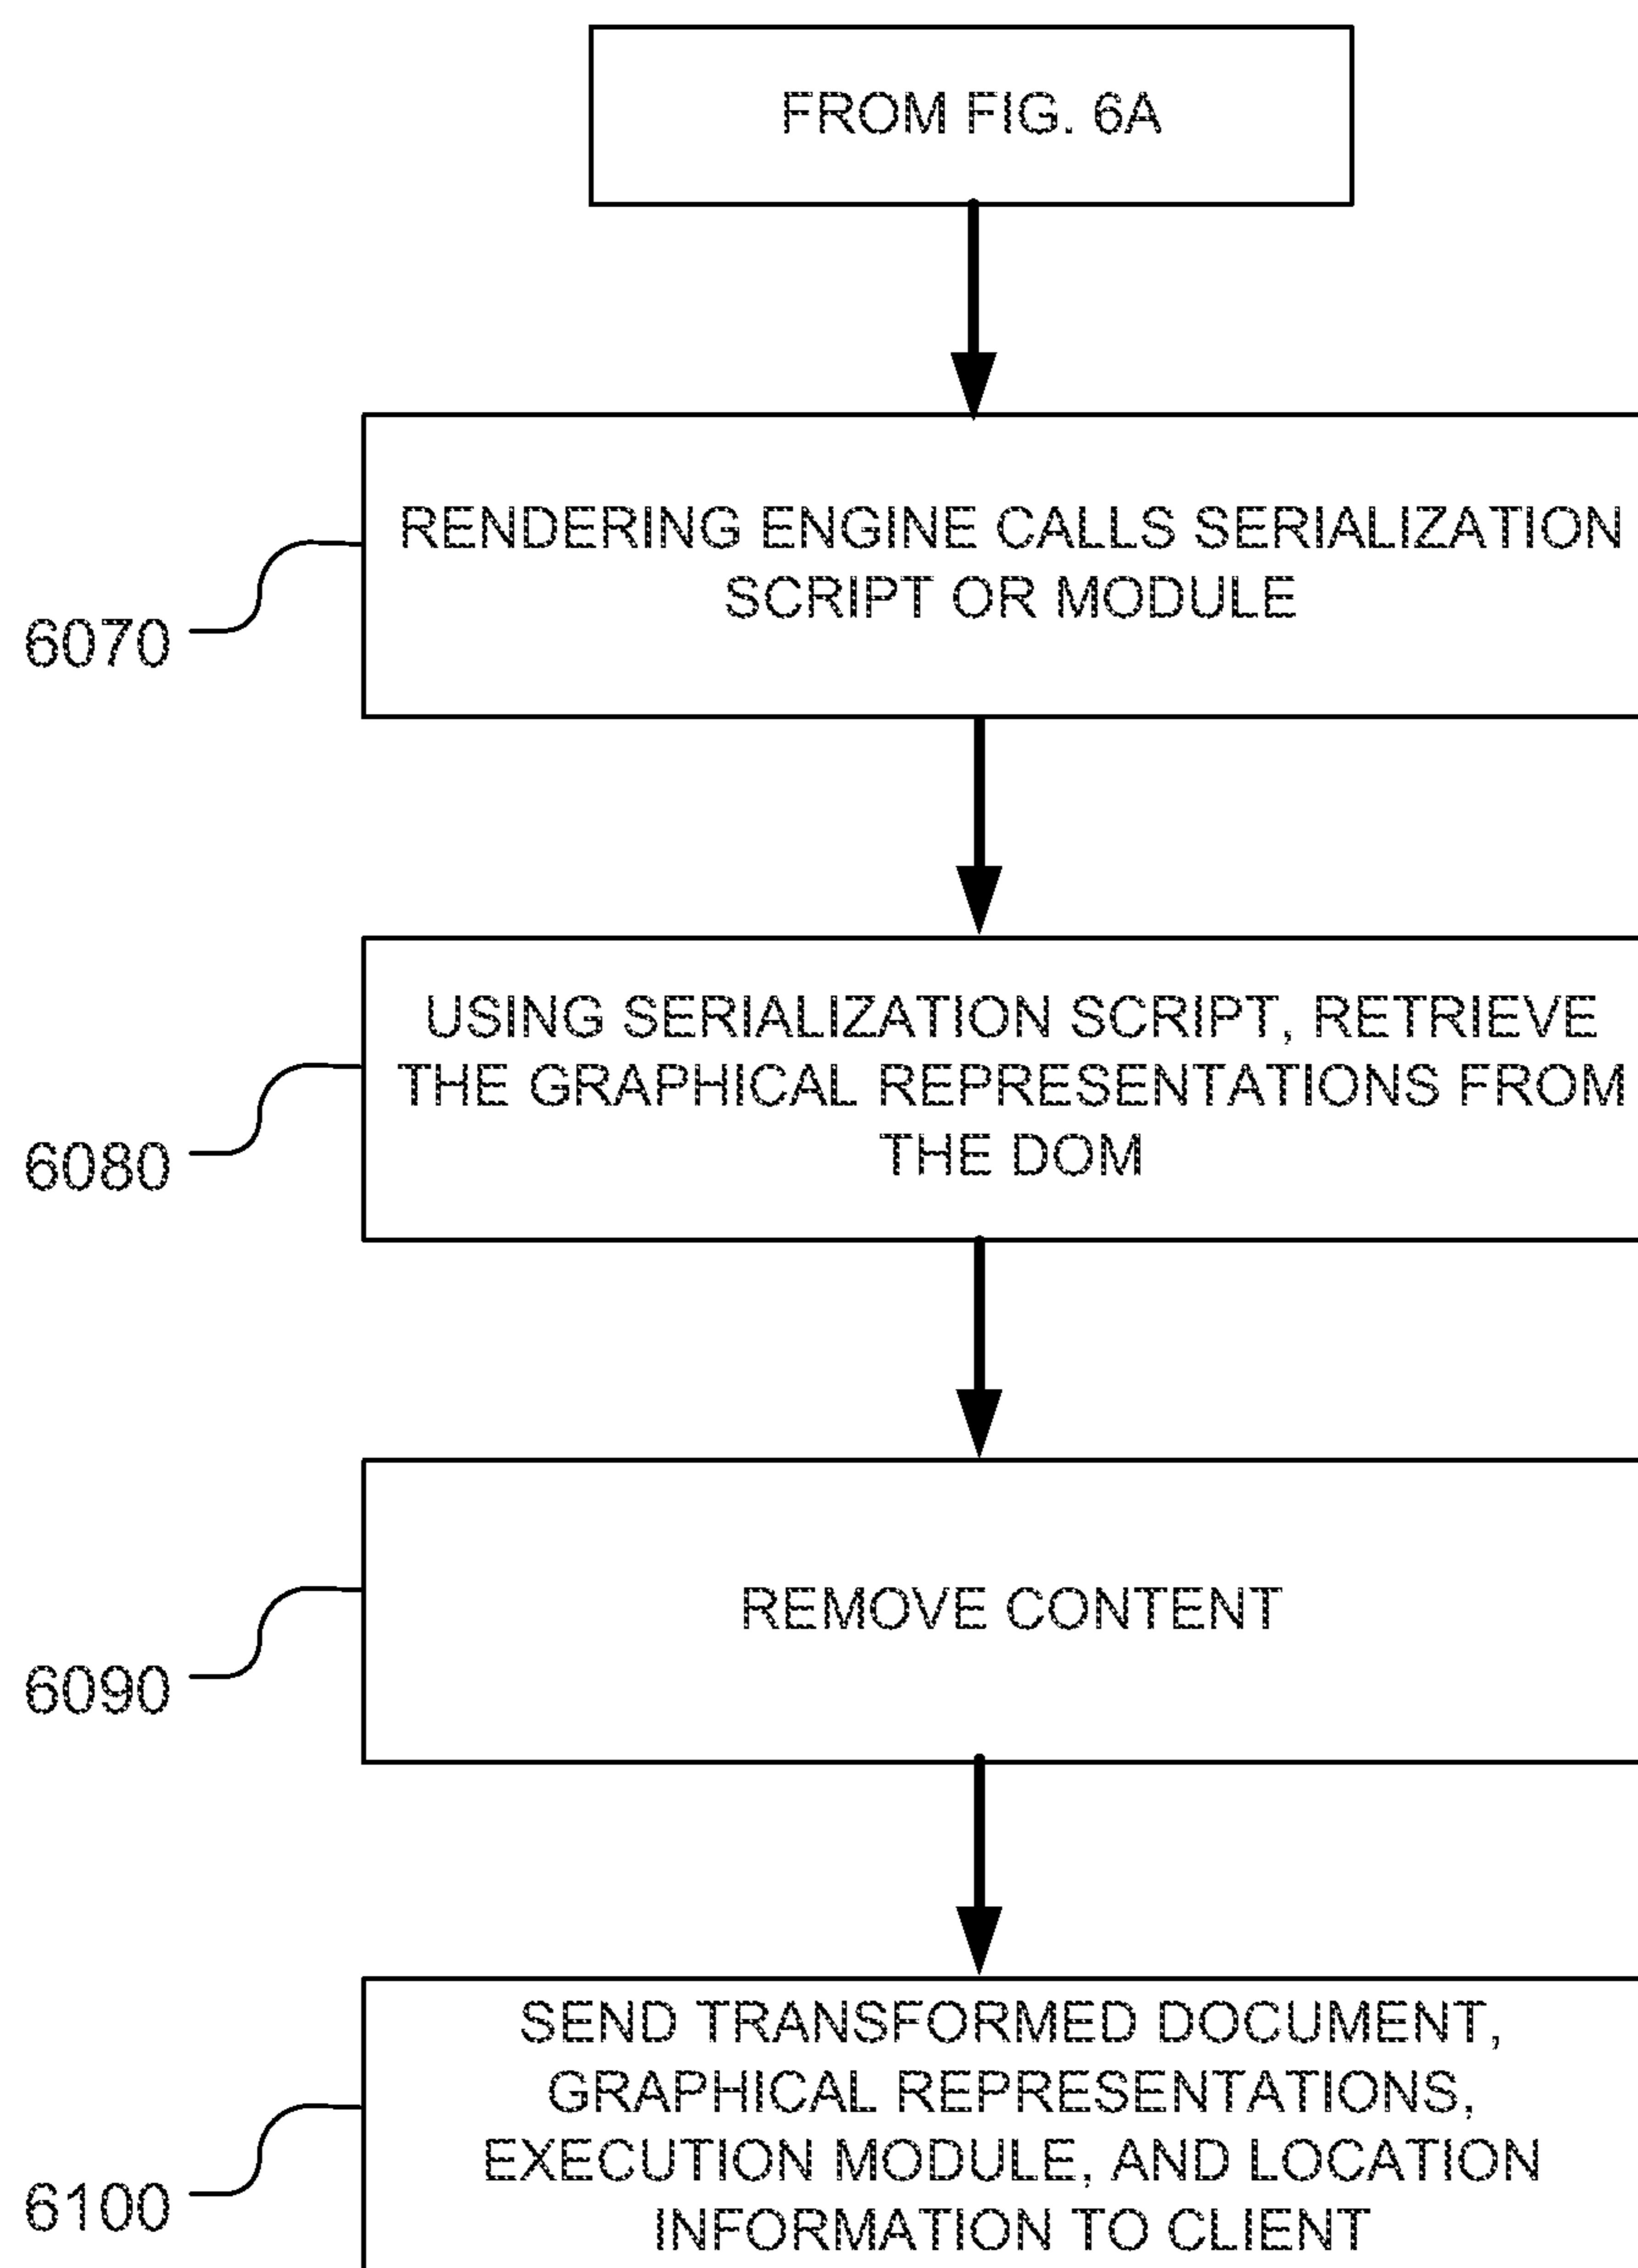 FROM FIG. 6A
RENDERING ENGINE CALLS SERIALIZATION
SCRIPT OR MODULE
6070
USING SERIALIZATION SCRIPT, RETRIEVE
THE GRAPHICAL REPRESENTATIONS FROM
THE DOM
6080
REMOVE CONTENT
6090
SEND TRANSFORMED DOCUMENT,
GRAPHICAL REPRESENTATIONS,
EXECUTION MODULE, AND LOCATION
INFORMATION TO CLIENT
6100